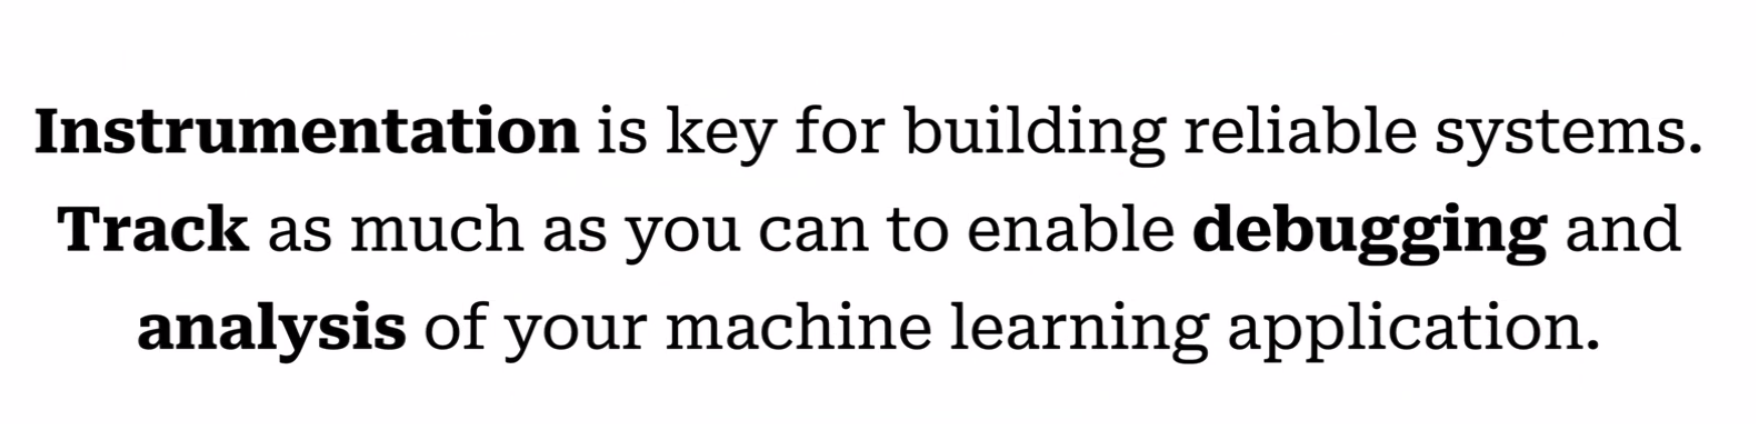 Instrumentation is key for building reliable systems.
Track as much as you can to enable debugging and
analysis of your machine learning application.